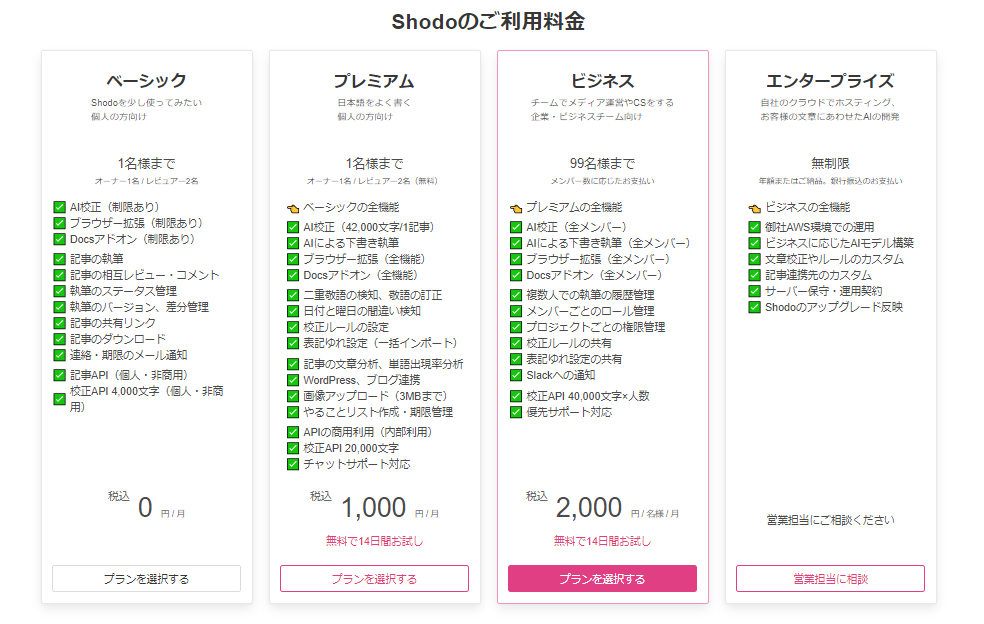 Shodoのご利用料金
ベーシック
Shodoを少し使ってみたい
個人の方向け
1名様まで
オーナー1名 / レビュアー2名
AI校正（制限あり）
ブラウザー拡張（制限あり）
Docsアドオン（制限あり）
記事の執筆
記事の相互レビュー・コメント
執筆のステータス管理
執筆のバージョン、差分管理
記事の共有リンク
記事のダウンロード
連絡・期限のメール通知
記事API（個人・非商用）
校正API 4,000文字（個人・非商
用）
税込 0 円 / 月
プランを選択する
プレミアム
日本語をよく書く
個人の方向け
1名様まで
オーナー1名 / レビュアー2名（無料）
ベーシックの全機能
AI校正（42,000文字/1記事）
AIによる下書き執筆
ブラウザー拡張（全機能）
Docsアドオン（全機能）
二重敬語の検知、敬語の訂正
日付と曜日の間違い検知
校正ルールの設定
表記ゆれ設定（一括インポート）
記事の文章分析、単語出現率分析
WordPress、ブログ連携
画像アップロード（3MBまで）
やることリスト作成・期限管理
APIの商用利用（内部利用）
校正API 20,000文字
チャットサポート対応
税込 1,000 円 / 月
無料で14日間お試し
プランを選択する
ビジネス
チームでメディア運営やCSをする
企業・ビジネスチーム向け
99名様まで
メンバー数に応じたお支払い
プレミアムの全機能
AI校正（全メンバー）
AIによる下書き執筆（全メンバー）
ブラウザー拡張（全メンバー）
Docsアドオン（全メンバー）
複数人での執筆の履歴管理
メンバーごとのロール管理
プロジェクトごとの権限管理
校正ルールの共有
表記ゆれ設定の共有
Slackへの通知
校正API 40,000文字×人数
優先サポート対応
税込 2,000 円 / 名様 / 月
無料で14日間お試し
プランを選択する
エンタープライズ
自社のクラウドでホスティング、
お客様の文章にあわせたAIの開発
無制限
年額またはご納品。銀行振込のお支払い
ビジネスの全機能
御社AWS環境での運用
ビジネスに応じたAIモデル構築
文章校正やルールのカスタム
記事連携先のカスタム
サーバー保守・運用契約
Shodoのアップグレード反映
営業担当にご相談ください
営業担当に相談